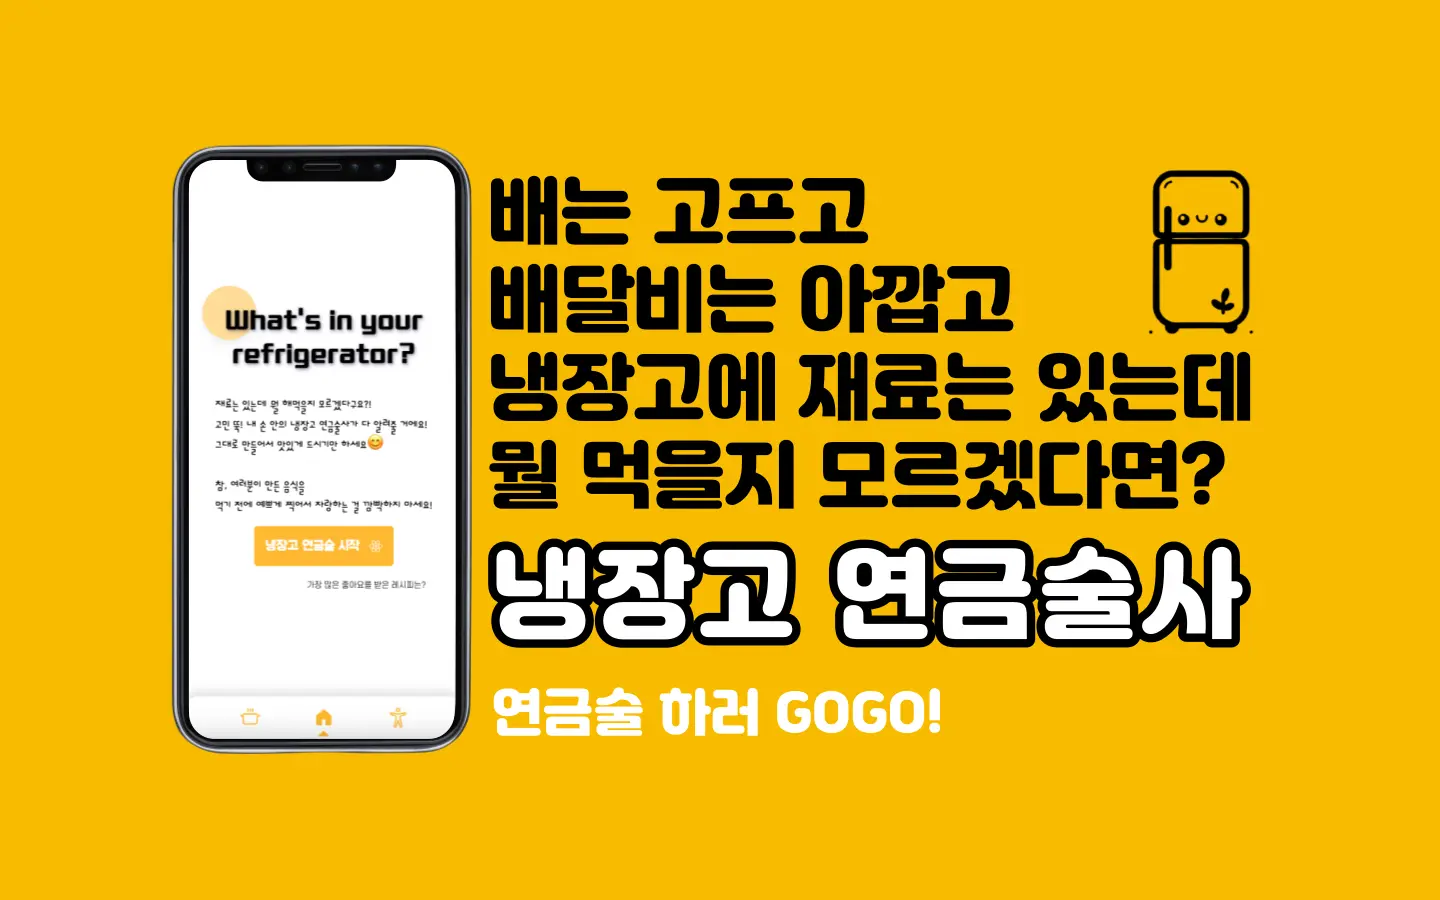 What's in your
refrigerator?
재료는 있는데 뭘 해먹을지 모르겠다구요?!
고민 뚝! 내 손 안의 냉장고 연금술사가 다 알려줄 거예요!
그대로 만들어서 맛있게 드시기만 하세요😊
참, 여러분이 만든 음식을
먹기 전에 예쁘게 찍어서 자랑하는 걸 깜빡하지 마세요!
냉장고 연금술 시작
가장 많은 좋아요를 받은 레시피는?
배는 고프고
배달비는 아깝고
냉장고에 재료는 있는데
뭘 먹을지 모르겠다면?
냉장고 연금술사
연금술 하러 GOGO!